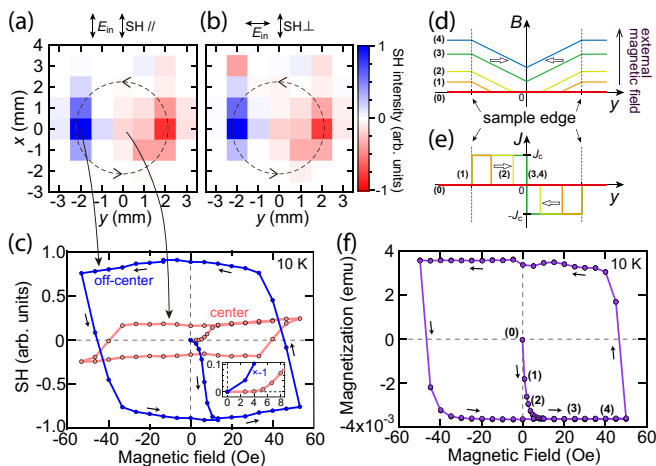 (a) E_in SH //
(b) E_in SH⊥
x (mm)
4
3
2
1
0
-1
-2
-3
-3 -2 -1 0 1 2 3
y (mm)
-3 -2 -1 0 1 2 3
y (mm)
1
0
-1
SH intensity (arb. units)
(d) B
(4)
(3)
(2)
(1)
(0)
0
y
external
magnetic field
sample edge
(e) J
J_c
(1) (2) (3,4)
(0)
0
y
-J_c
(c)
SH (arb. units)
1.0
0.5
0
-0.5
-1.0
10 K
off-center
center
0.1
0
×-1
0 2 4 6 8
-60 -40 -20 0 20 40 60
Magnetic field (Oe)
(f)
Magnetization (emu)
4
2
0
-2
-4x10⁻³
10 K
(0)
(1)
(2)
(3) (4)
-60 -40 -20 0 20 40 60
Magnetic Field (Oe)